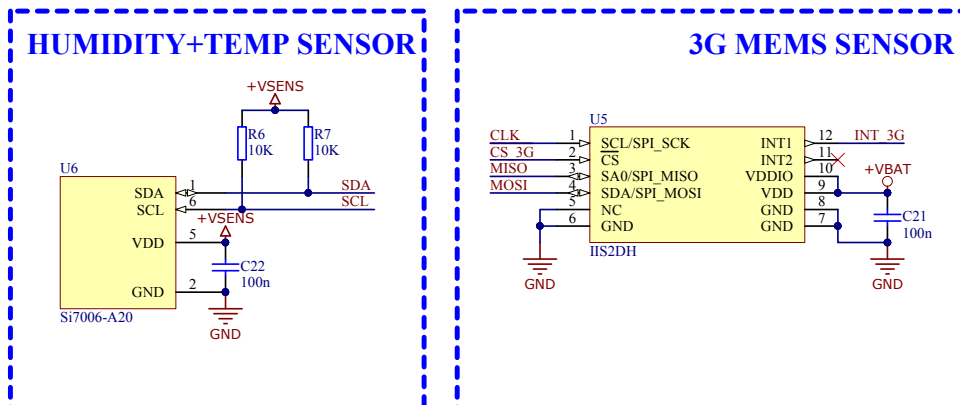 HUMIDITY+TEMP SENSOR
+VSENS
R6
10K
R7
10K
U6
SDA 1 SDA
SCL 6 SCL
+VSENS
VDD 5
C22
100n
GND 2
Si7006-A20
GND
3G MEMS SENSOR
U5
CLK 1 SCL/SPI_SCK INT1 12 INT_3G
CS_3G 2 CS INT2 11
MISO 3 SA0/SPI_MISO VDDIO 10 +VBAT
MOSI 4 SDA/SPI_MOSI VDD 9
5 NC GND 8 C21
6 GND GND 7 100n
IIS2DH
GND
GND